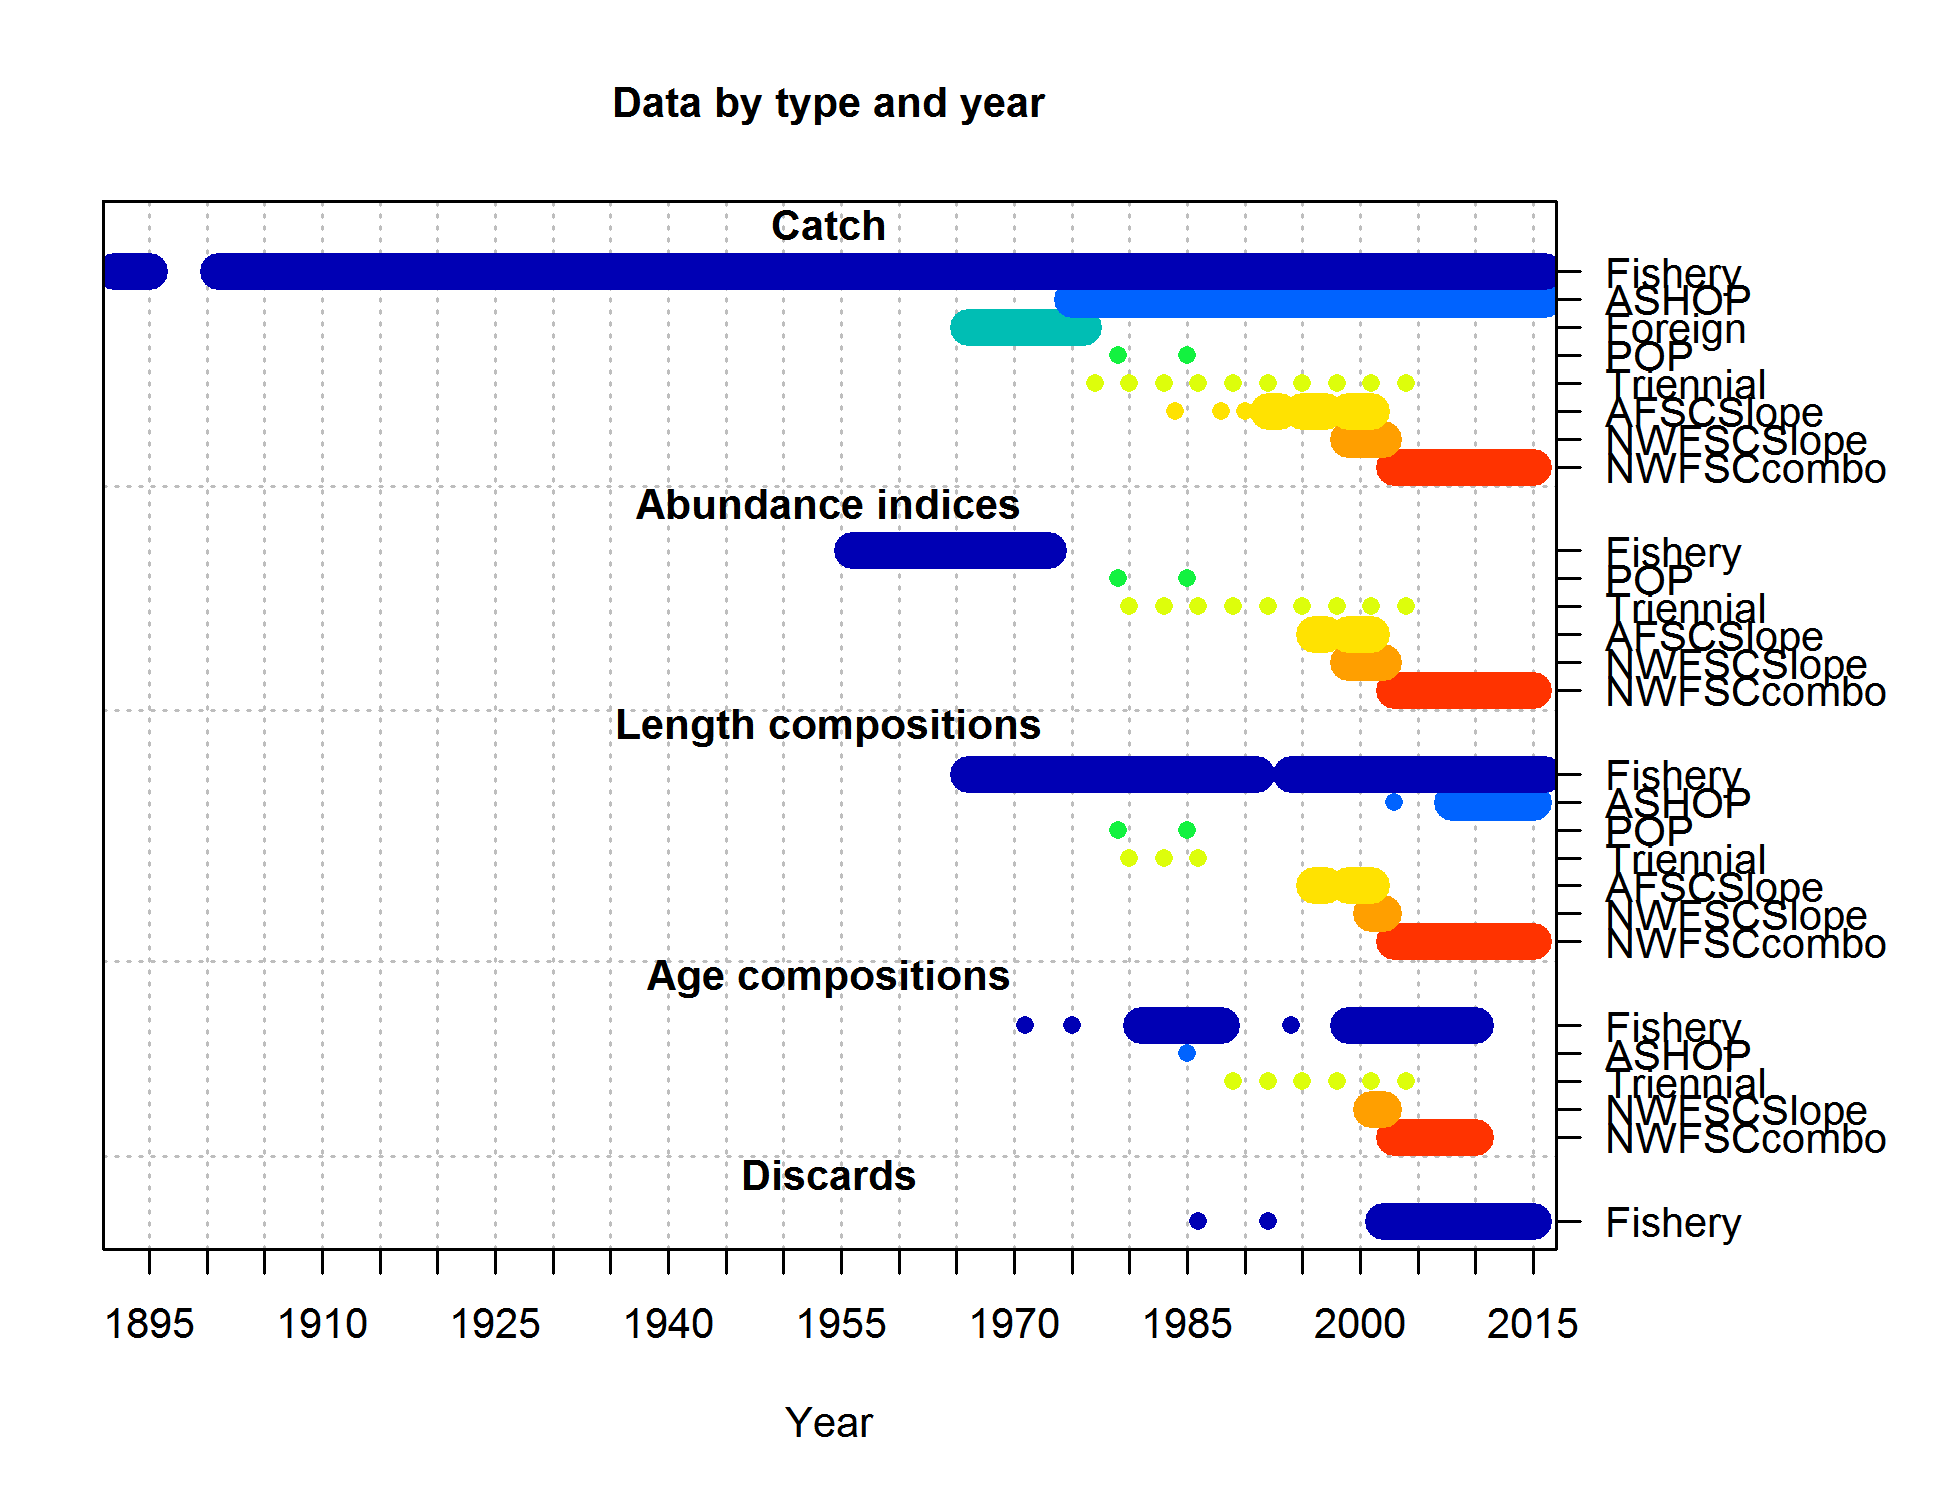 Data by type and year
Catch
Fishery
ASHOP
Foreign
POP
Triennial
AFSCSlope
NWFSCSlope
NWFSCcombo
Abundance indices
Fishery
POP
Triennial
AFSCSlope
NWFSCSlope
NWFSCcombo
Length compositions
Fishery
ASHOP
POP
Triennial
AFSCSlope
NWFSCSlope
NWFSCcombo
Age compositions
Fishery
ASHOP
Triennial
NWFSCSlope
NWFSCcombo
Discards
Fishery
1895 1910 1925 1940 1955 1970 1985 2000 2015
Year